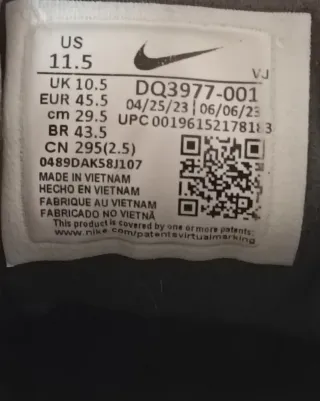 US
11.5
VJ
UK 10.5
DQ3977-001
EUR 45.5
04/25/23 | 06/06/23
cm 29.5
UPC 00196152178183
BR 43.5
CN 295(2.5)
0489DAK58J107
MADE IN VIETNAM
HECHO EN VIETNAM
FABRIQUE AU VIETNAM
FABRICADO NO VIETNÃ
This product is covered by one or more patents:
www.nike.com/patentsvirtualmarking